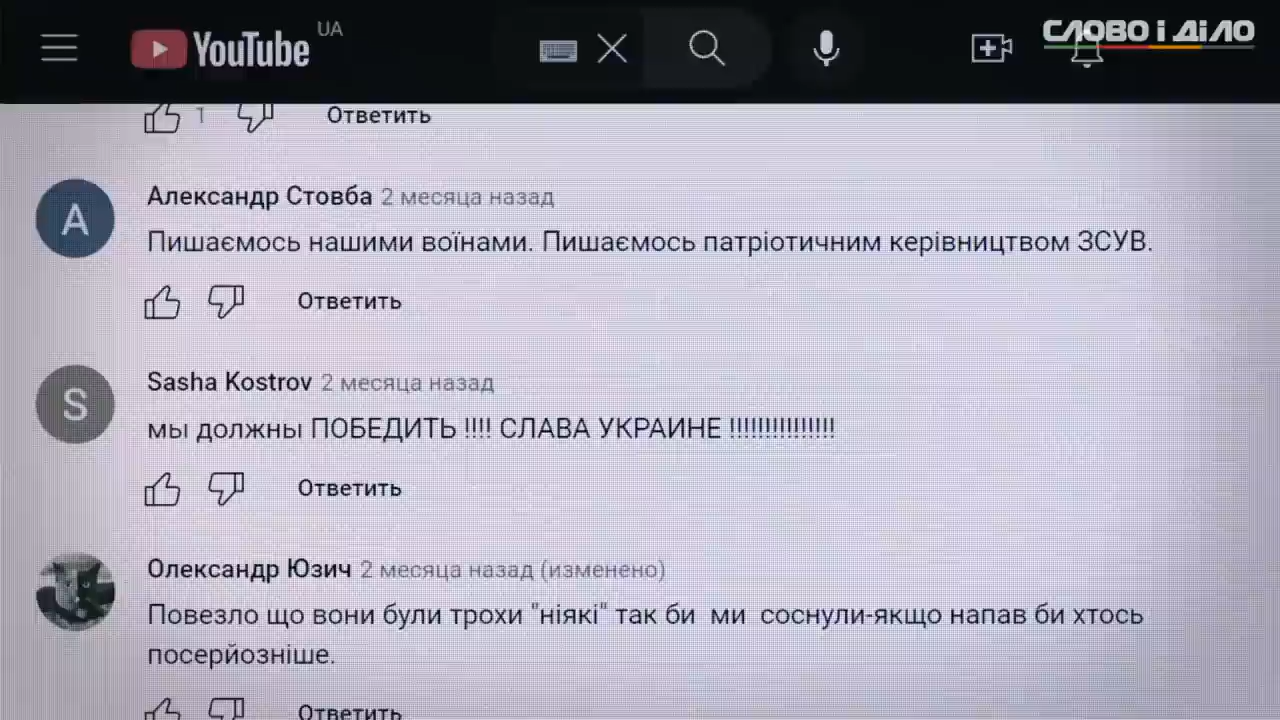 YouTube UA
СЛОВО і ДІЛО
1 Ответить
А
Александр Стовба 2 месяца назад
Пишаємось нашими воїнами. Пишаємось патріотичним керівництвом ЗСУВ.
Ответить
S
Sasha Kostrov 2 месяца назад
мы должны ПОБЕДИТЬ !!!! СЛАВА УКРАИНЕ !!!!!!!!!!!!!!!
Ответить
Олександр Юзич 2 месяца назад (изменено)
Повезло що вони були трохи "ніякі" так би ми соснули-якщо напав би хтось
посерйозніше.
Ответить